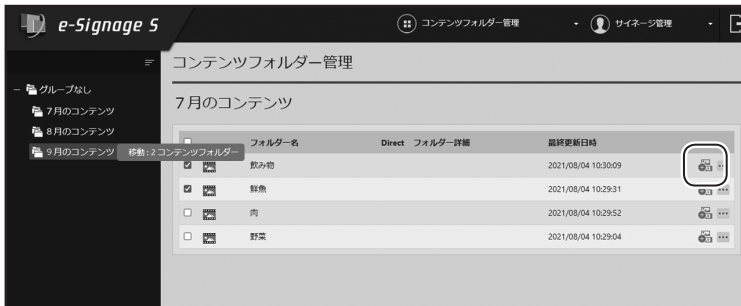 e-Signage S
コンテンツフォルダー管理
サイネージ管理
グループなし
7月のコンテンツ
8月のコンテンツ
9月のコンテンツ
移動:2 コンテンツフォルダー
コンテンツフォルダー管理
7月のコンテンツ
フォルダー名 Direct フォルダー詳細 最終更新日時
飲み物 2021/08/04 10:30:09
鮮魚 2021/08/04 10:29:31
肉 2021/08/04 10:29:52
野菜 2021/08/04 10:29:04